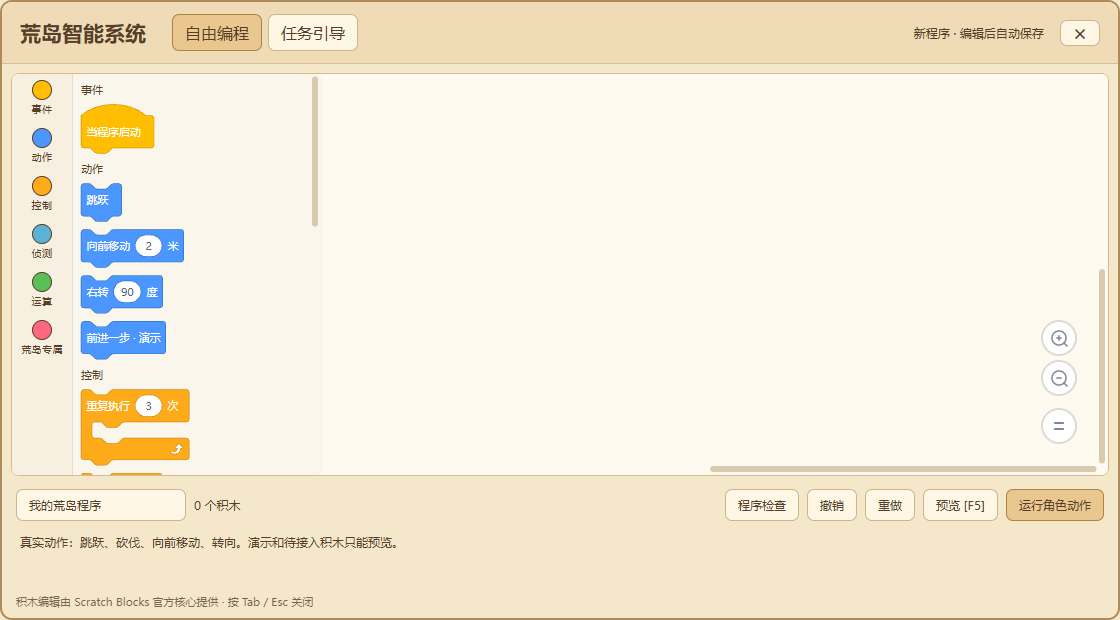 荒岛智能系统
自由编程
任务引导
新程序 · 编辑后自动保存
事件
动作
控制
侦测
运算
荒岛专属
事件
当程序启动
动作
跳跃
向前移动 2 米
右转 90 度
前进一步 · 演示
控制
重复执行 3 次
我的荒岛程序
0 个积木
程序检查
撤销
重做
预览 [F5]
运行角色动作
真实动作：跳跃、砍伐、向前移动、转向。演示和待接入积木只能预览。
积木编辑由 Scratch Blocks 官方核心提供 · 按 Tab / Esc 关闭